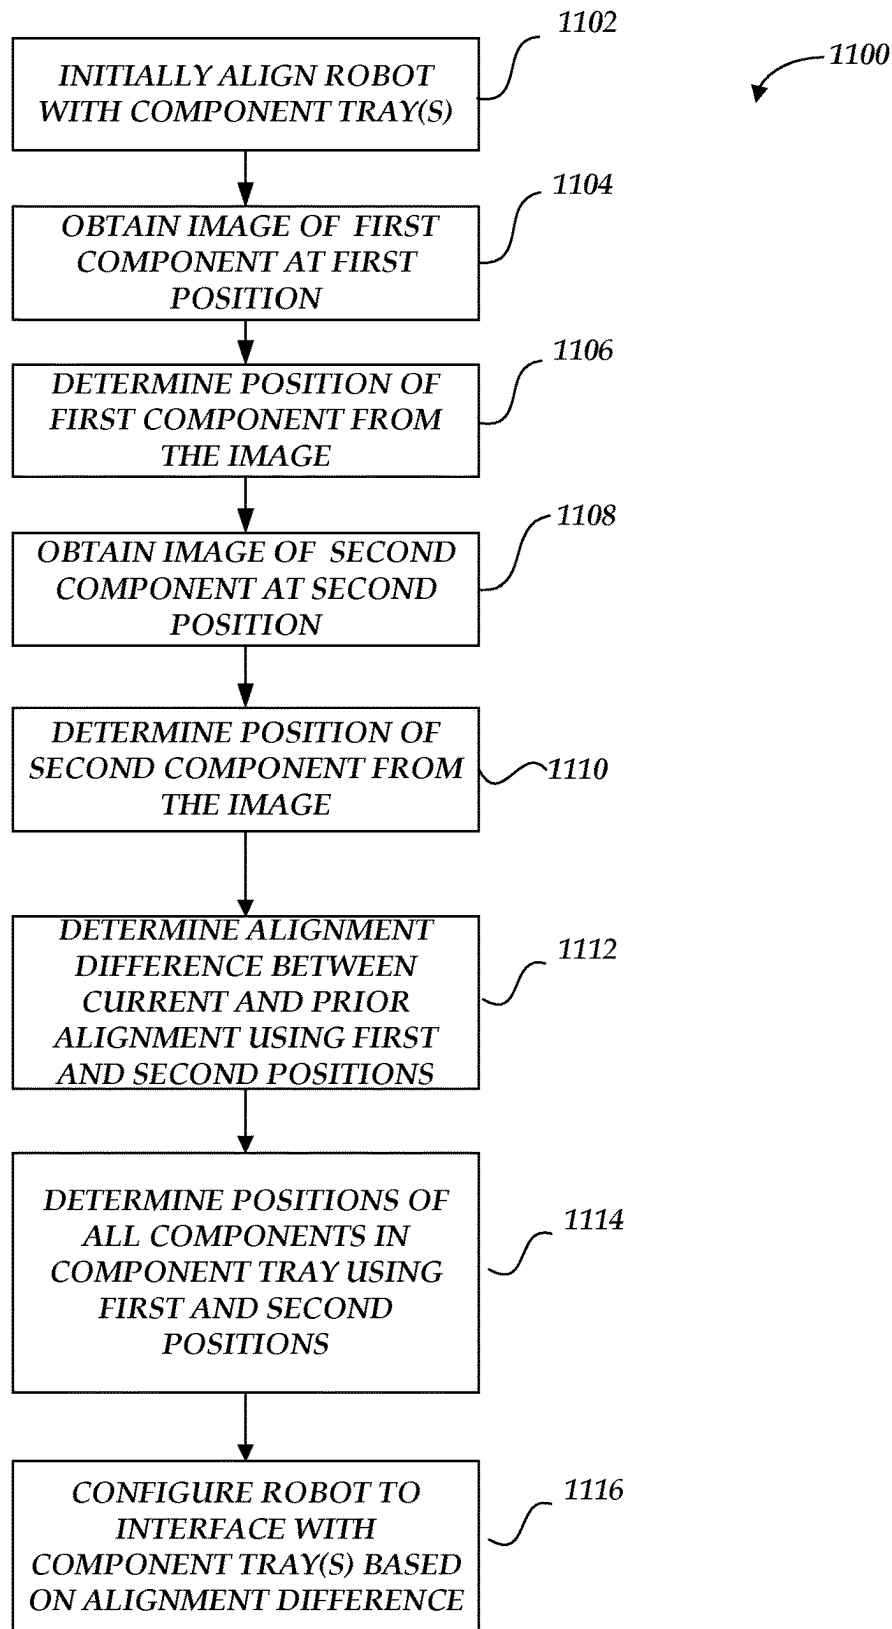 1102
1100
INITIALLY ALIGN ROBOT
WITH COMPONENT TRAY(S)
1104
OBTAIN IMAGE OF FIRST
COMPONENT AT FIRST
POSITION
1106
DETERMINE POSITION OF
FIRST COMPONENT FROM
THE IMAGE
1108
OBTAIN IMAGE OF SECOND
COMPONENT AT SECOND
POSITION
DETERMINE POSITION OF
SECOND COMPONENT FROM
THE IMAGE
1110
DETERMINE ALIGNMENT
DIFFERENCE BETWEEN
CURRENT AND PRIOR
ALIGNMENT USING FIRST
AND SECOND POSITIONS
1112
DETERMINE POSITIONS OF
ALL COMPONENTS IN
COMPONENT TRAY USING
FIRST AND SECOND
POSITIONS
1114
CONFIGURE ROBOT TO
INTERFACE WITH
COMPONENT TRAY(S) BASED
ON ALIGNMENT DIFFERENCE
1116